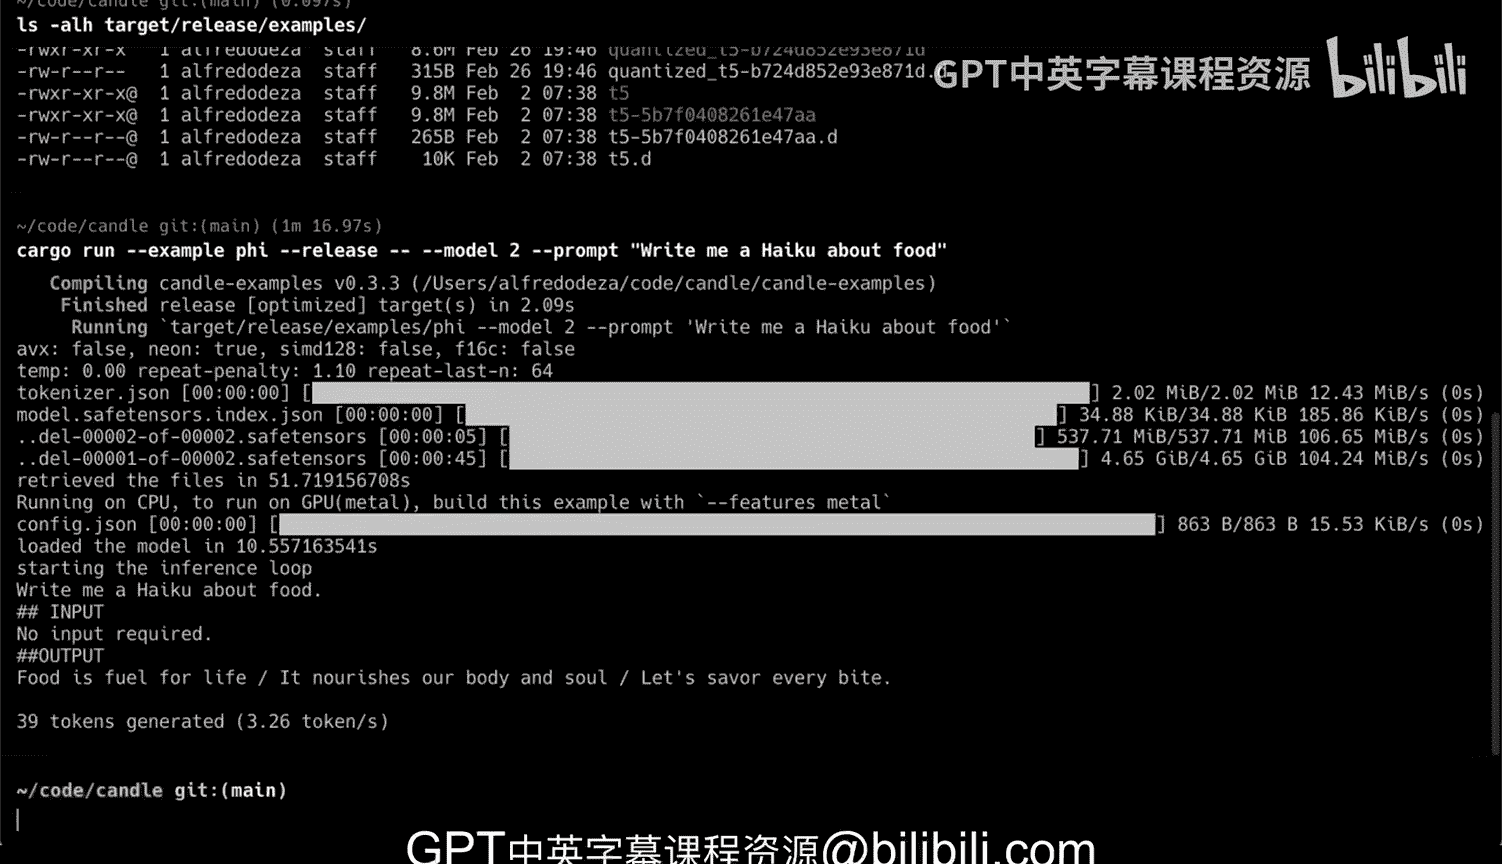 ~/code/candle git:(main) (0.097s)
ls -alh target/release/examples/
-rwxr-xr-x 1 alfredodeza staff 8.6M Feb 26 19:46 quantized_t5-b724d852e93e871d
-rw-r--r-- 1 alfredodeza staff 315B Feb 26 19:46 quantized_t5-b724d852e93e871d.
GPT中英字幕课程资源 bilibili
-rwxr-xr-x@ 1 alfredodeza staff 9.8M Feb 2 07:38 t5
-rwxr-xr-x@ 1 alfredodeza staff 9.8M Feb 2 07:38 t5-5b7f0408261e47aa
-rw-r--r--@ 1 alfredodeza staff 265B Feb 2 07:38 t5-5b7f0408261e47aa.d
-rw-r--r--@ 1 alfredodeza staff 10K Feb 2 07:38 t5.d
~/code/candle git:(main) (1m 16.97s)
cargo run --example phi --release -- --model 2 --prompt "Write me a Haiku about food"
Compiling candle-examples v0.3.3 (/Users/alfredodeza/code/candle/candle-examples)
Finished release [optimized] target(s) in 2.09s
Running `target/release/examples/phi --model 2 --prompt 'Write me a Haiku about food'`
avx: false, neon: true, simd128: false, f16c: false
temp: 0.00 repeat-penalty: 1.10 repeat-last-n: 64
tokenizer.json [00:00:00] [] 2.02 MiB/2.02 MiB 12.43 MiB/s (0s)
model.safetensors.index.json [00:00:00] [] 34.88 KiB/34.88 KiB 185.86 KiB/s (0s)
..del-00002-of-00002.safetensors [00:00:05] [] 537.71 MiB/537.71 MiB 106.65 MiB/s (0s)
..del-00001-of-00002.safetensors [00:00:45] [] 4.65 GiB/4.65 GiB 104.24 MiB/s (0s)
retrieved the files in 51.719156708s
Running on CPU, to run on GPU(metal), build this example with `--features metal`
config.json [00:00:00] [] 863 B/863 B 15.53 KiB/s (0s)
loaded the model in 10.557163541s
starting the inference loop
Write me a Haiku about food.
## INPUT
No input required.
##OUTPUT
Food is fuel for life / It nourishes our body and soul / Let's savor every bite.
39 tokens generated (3.26 token/s)
~/code/candle git:(main)
GPT中英字幕课程资源@bilibili.com